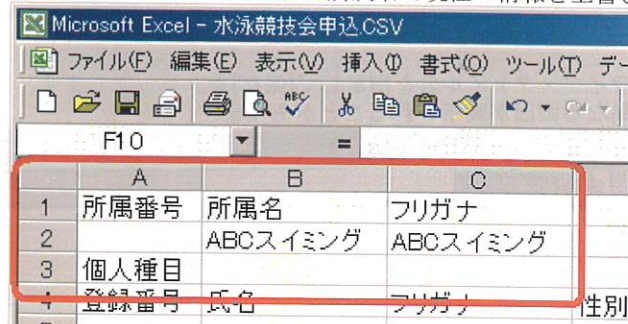 Microsoft Excel - 水泳競技会申込.CSV
ファイル(F) 編集(E) 表示(V) 挿入(I) 書式(O) ツール(T) デー
ABC
F10 =
A B C
1 所属番号 所属名 フリガナ
2 ABCスイミング ABCスイミング
3 個人種目
4 登録番号 氏名 フリガナ 性別